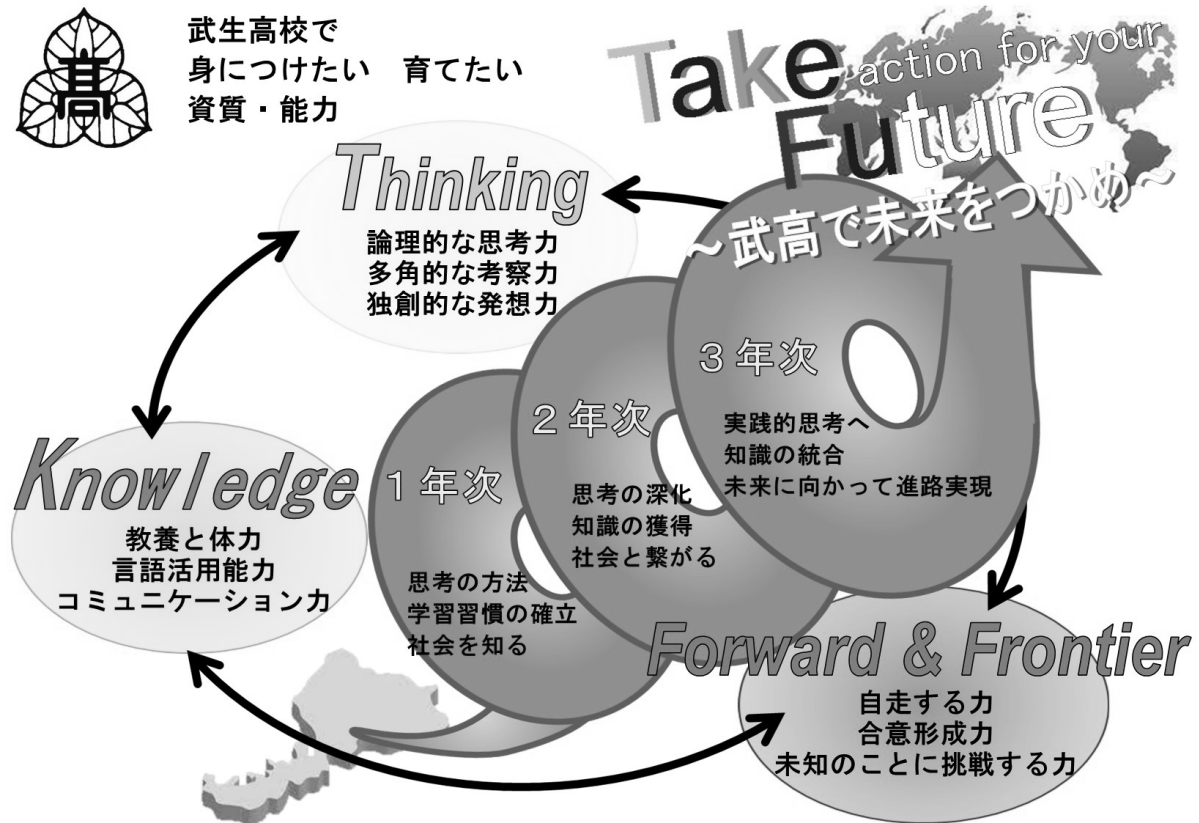 髙
武生高校で
身につけたい 育てたい
資質・能力
Take action for your
Future
～武高で未来をつかめ～
Thinking
論理的な思考力
多角的な考察力
独創的な発想力
Knowledge
教養と体力
言語活用能力
コミュニケーション力
1年次
思考の方法
学習習慣の確立
社会を知る
2年次
思考の深化
知識の獲得
社会と繋がる
3年次
実践的思考へ
知識の統合
未来に向かって進路実現
Forward & Frontier
自走する力
合意形成力
未知のことに挑戦する力